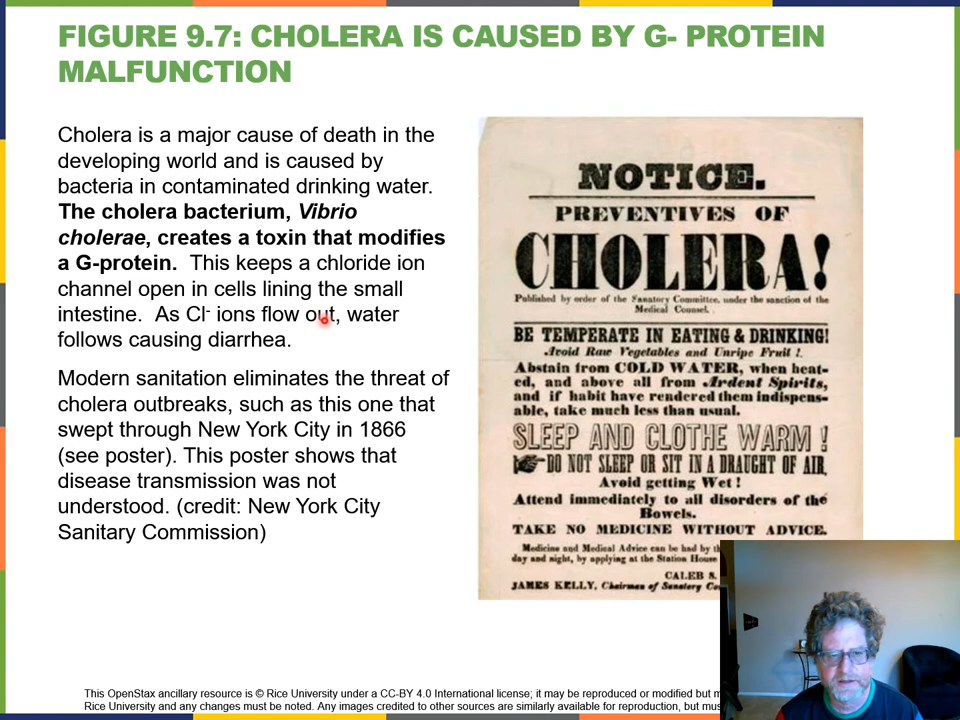 FIGURE 9.7: CHOLERA IS CAUSED BY G- PROTEIN
MALFUNCTION
Cholera is a major cause of death in the
developing world and is caused by
bacteria in contaminated drinking water.
The cholera bacterium, Vibrio
cholerae, creates a toxin that modifies
a G-protein. This keeps a chloride ion
channel open in cells lining the small
intestine. As Cl- ions flow out, water
follows causing diarrhea.
Modern sanitation eliminates the threat of
cholera outbreaks, such as this one that
swept through New York City in 1866
(see poster). This poster shows that
disease transmission was not
understood. (credit: New York City
Sanitary Commission)
NOTICE.
PREVENTIVES OF
CHOLERA!
Published by order of the Sanatory Committee, under the sanction of the
Medical Counsel.
BE TEMPERATE IN EATING & DRINKING!
Avoid Raw Vegetables and Unripe Fruit !
Abstain from COLD WATER, when heat-
ed, and above all from Ardent Spirits,
and if habit have rendered them indispens-
able, take much less than usual.
SLEEP AND CLOTHE WARM !
DO NOT SLEEP OR SIT IN A DRAUGHT OF AIR,
Avoid getting Wet !
Attend immediately to all disorders of the
Bowels.
TAKE NO MEDICINE WITHOUT ADVICE.
Medicine and Medical Advice can be had by
day and night, by applying at the Station House
CALEB S.
JAMES KELLY, Chairman of Sanatory
This OpenStax ancillary resource is © Rice University under a CC-BY 4.0 International license; it may be reproduced or modified but
Rice University and any changes must be noted. Any images credited to other sources are similarly available for reproduction, but